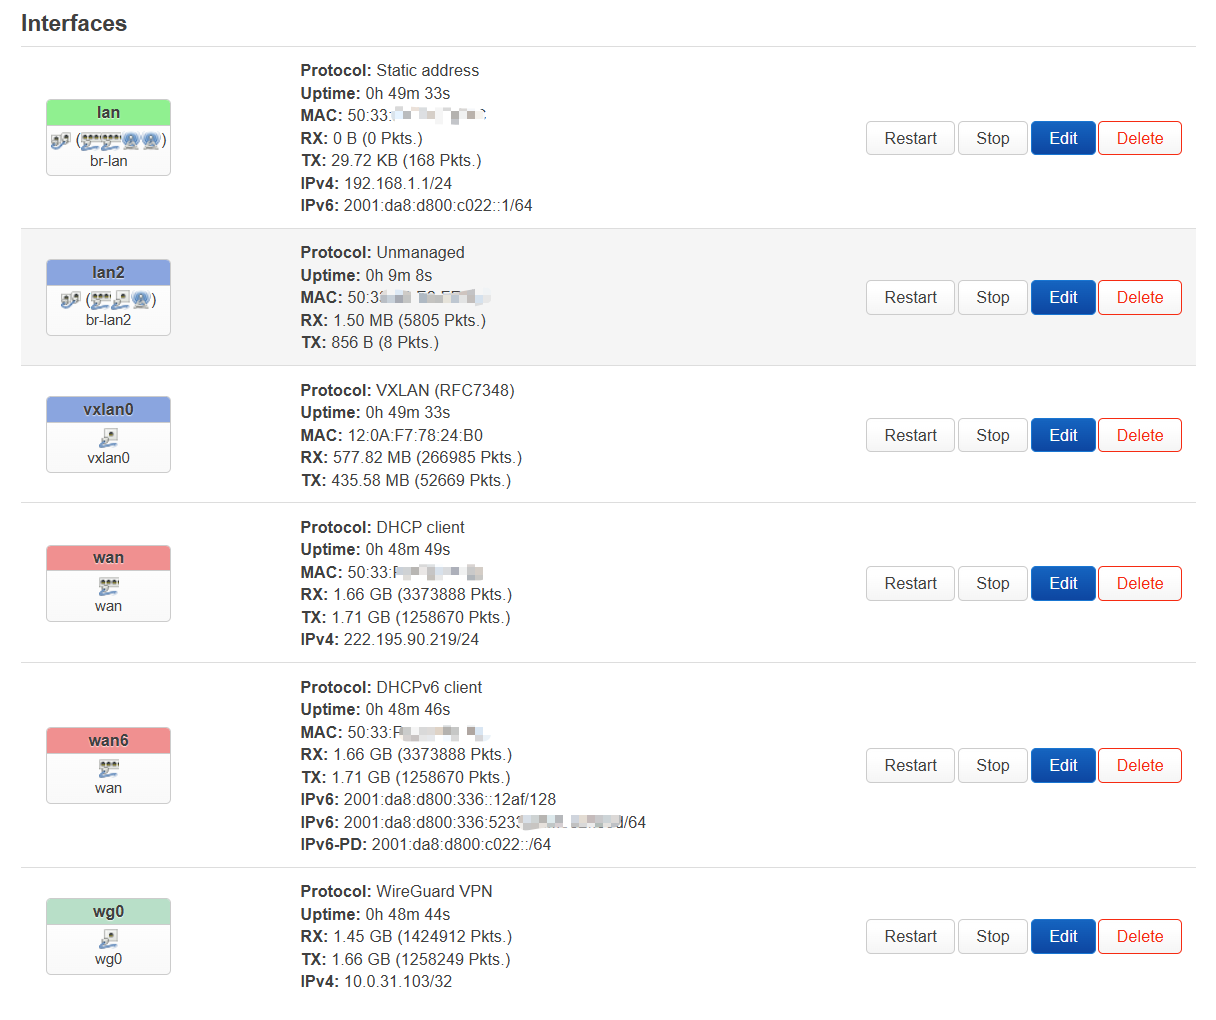 Interfaces
lan
br-lan
Protocol: Static address
Uptime: 0h 49m 33s
MAC: 50:33:
RX: 0 B (0 Pkts.)
TX: 29.72 KB (168 Pkts.)
IPv4: 192.168.1.1/24
IPv6: 2001:da8:d800:c022::1/64
Restart Stop Edit Delete
lan2
br-lan2
Protocol: Unmanaged
Uptime: 0h 9m 8s
MAC: 50:3
RX: 1.50 MB (5805 Pkts.)
TX: 856 B (8 Pkts.)
Restart Stop Edit Delete
vxlan0
vxlan0
Protocol: VXLAN (RFC7348)
Uptime: 0h 49m 33s
MAC: 12:0A:F7:78:24:B0
RX: 577.82 MB (266985 Pkts.)
TX: 435.58 MB (52669 Pkts.)
Restart Stop Edit Delete
wan
wan
Protocol: DHCP client
Uptime: 0h 48m 49s
MAC: 50:33:
RX: 1.66 GB (3373888 Pkts.)
TX: 1.71 GB (1258670 Pkts.)
IPv4: 222.195.90.219/24
Restart Stop Edit Delete
wan6
wan
Protocol: DHCPv6 client
Uptime: 0h 48m 46s
MAC: 50:33:
RX: 1.66 GB (3373888 Pkts.)
TX: 1.71 GB (1258670 Pkts.)
IPv6: 2001:da8:d800:336::12af/128
IPv6: 2001:da8:d800:336:523 /64
IPv6-PD: 2001:da8:d800:c022::/64
Restart Stop Edit Delete
wg0
wg0
Protocol: WireGuard VPN
Uptime: 0h 48m 44s
RX: 1.45 GB (1424912 Pkts.)
TX: 1.66 GB (1258249 Pkts.)
IPv4: 10.0.31.103/32
Restart Stop Edit Delete